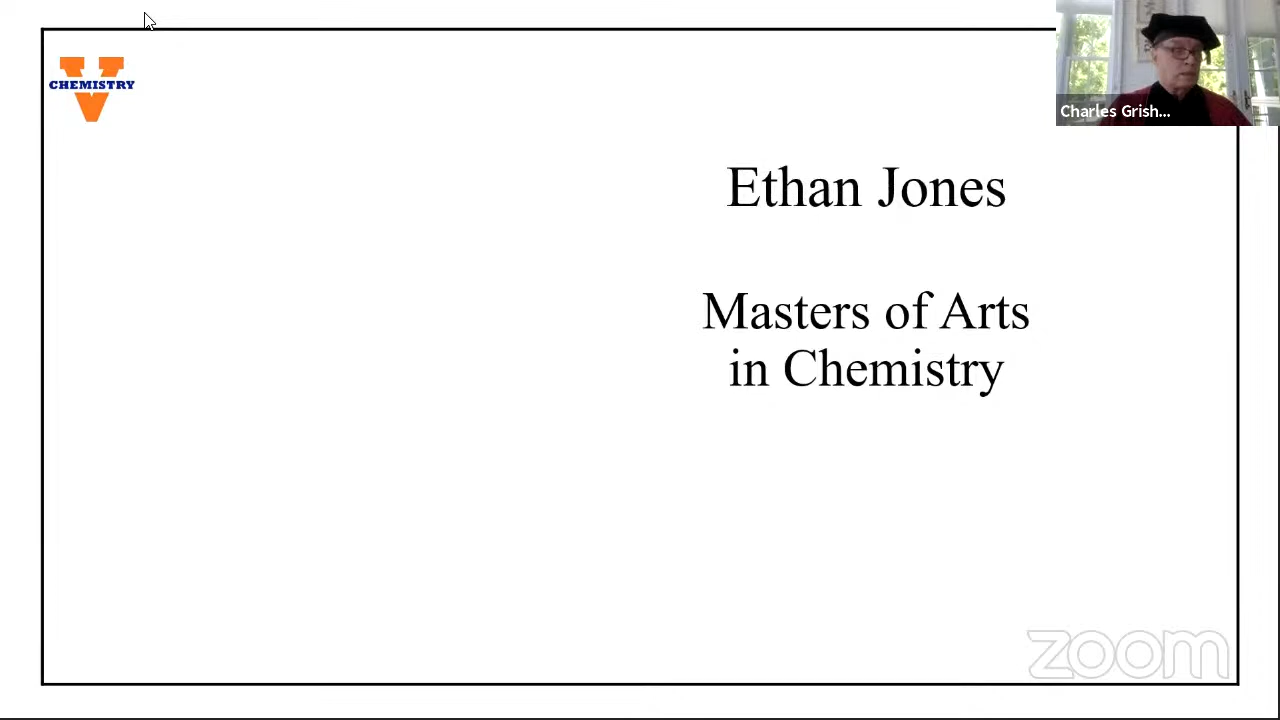 CHEMISTRY
V
Charles Grish...
Ethan Jones
Masters of Arts
in Chemistry
zoom